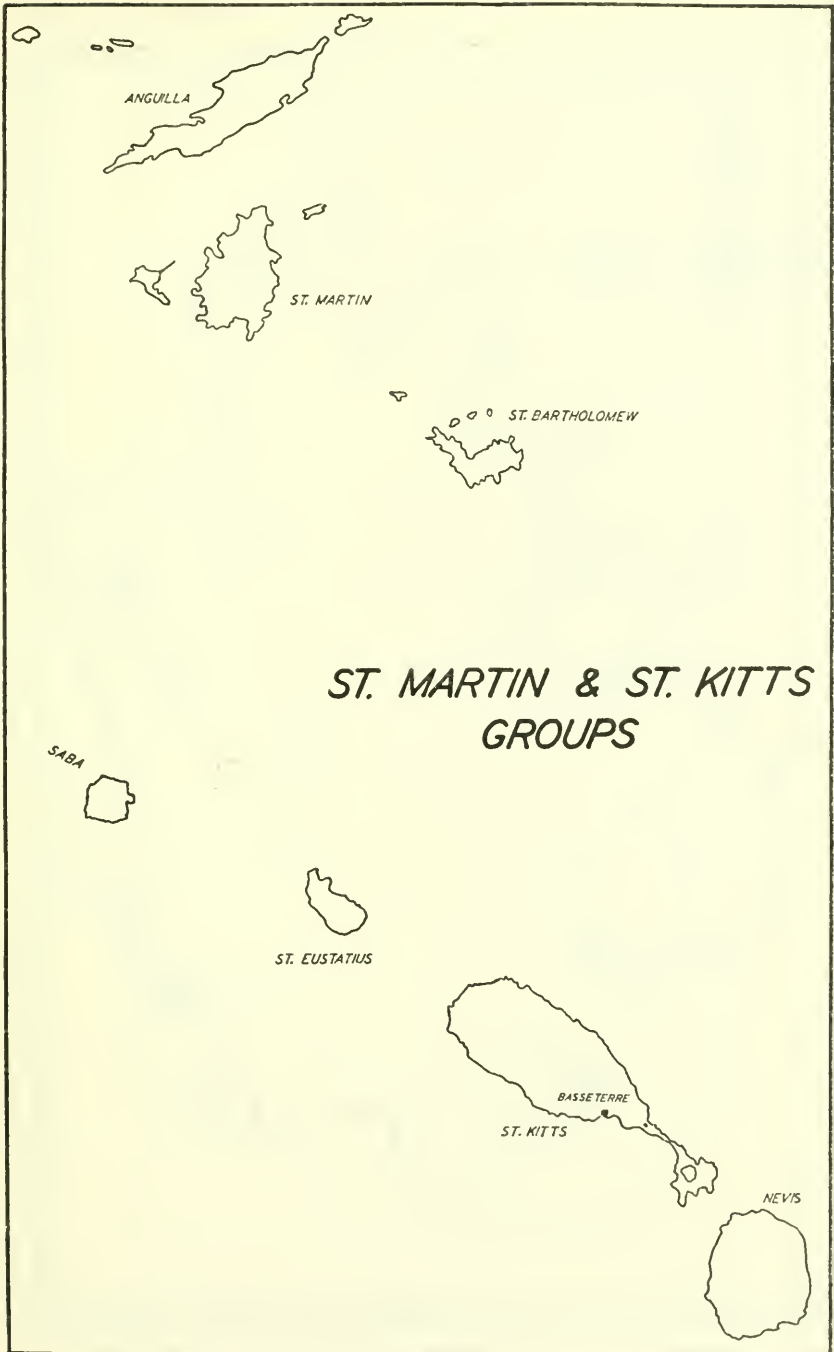 ANGUILLA
ST. MARTIN
ST. BARTHOLOMEW
ST. MARTIN & ST. KITTS
GROUPS
SABA
ST. EUSTATIUS
BASSETERRE
ST. KITTS
NEVIS